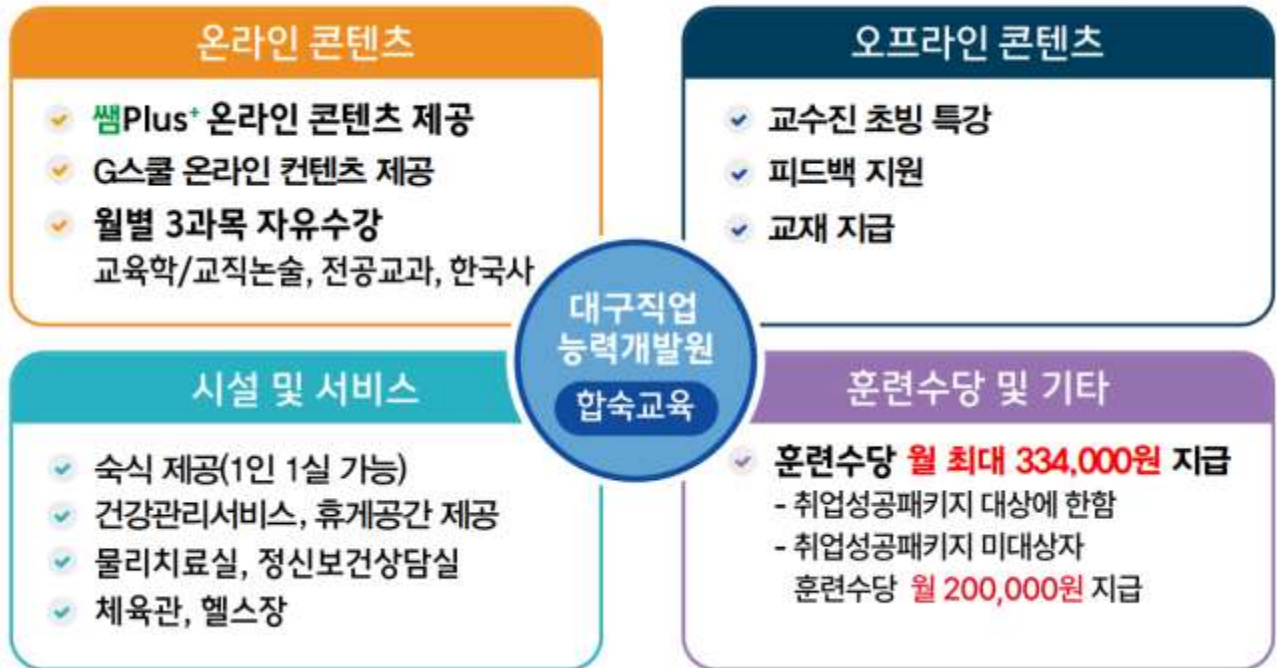 온라인 콘텐츠
쌤Plus+ 온라인 콘텐츠 제공
G스쿨 온라인 컨텐츠 제공
월별 3과목 자유수강
교육학/교직논술, 전공교과, 한국사
오프라인 콘텐츠
교수진 초빙 특강
피드백 지원
교재 지급
대구직업
능력개발원
합숙교육
시설 및 서비스
숙식 제공(1인 1실 가능)
건강관리서비스, 휴게공간 제공
물리치료실, 정신보건상담실
체육관, 헬스장
훈련수당 및 기타
훈련수당 월 최대 334,000원 지급
- 취업성공패키지 대상에 한함
- 취업성공패키지 미대상자
훈련수당 월 200,000원 지급